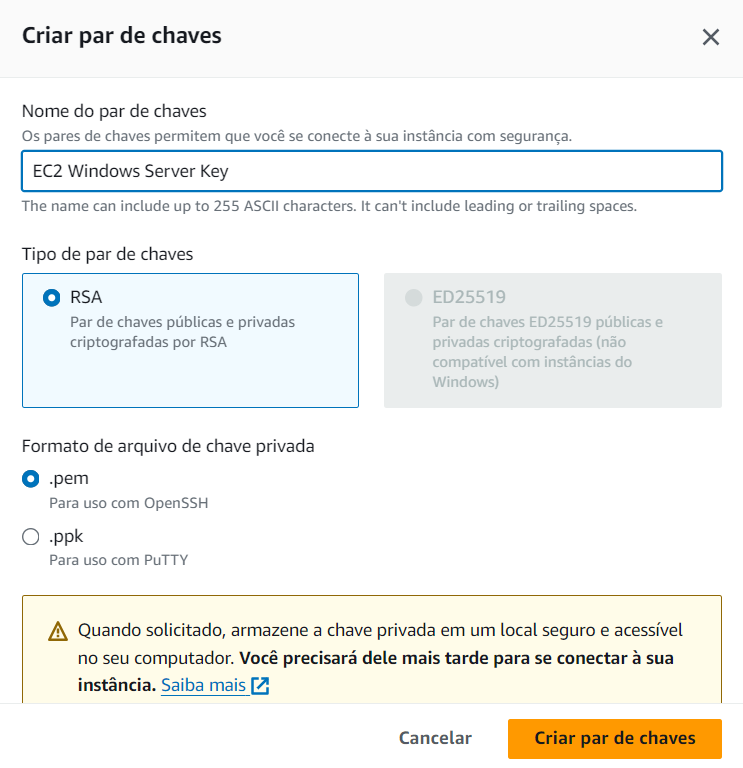 Criar par de chaves
Nome do par de chaves
Os pares de chaves permitem que você se conecte à sua instância com segurança.
EC2 Windows Server Key
The name can include up to 255 ASCII characters. It can't include leading or trailing spaces.
Tipo de par de chaves
RSA
Par de chaves públicas e privadas
criptografadas por RSA
ED25519
Par de chaves ED25519 públicas e
privadas criptografadas (não
compatível com instâncias do
Windows)
Formato de arquivo de chave privada
.pem
Para uso com OpenSSH
.ppk
Para uso com PuTTY
Quando solicitado, armazene a chave privada em um local seguro e acessível
no seu computador. Você precisará dele mais tarde para se conectar à sua
instância. Saiba mais
Cancelar
Criar par de chaves